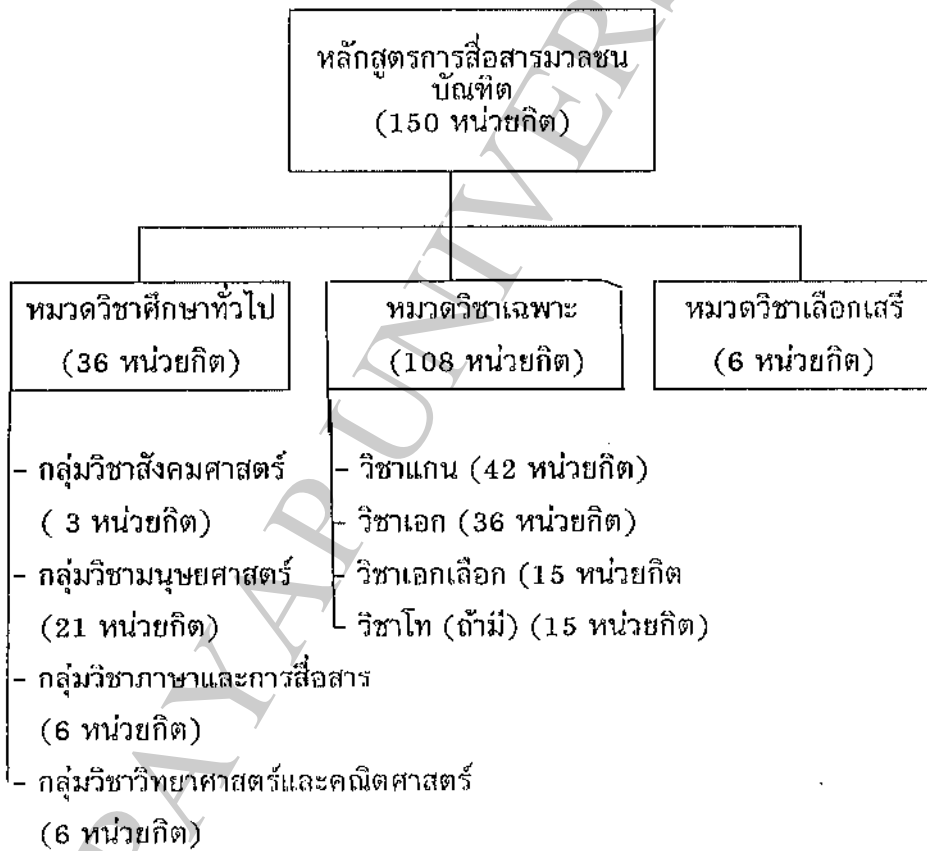 หลักสูตรการสื่อสารมวลชน
บัณฑิต
(150 หน่วยกิต)
หมวดวิชาศึกษาทั่วไป
(36 หน่วยกิต)
- กลุ่มวิชาสังคมศาสตร์
( 3 หน่วยกิต)
- กลุ่มวิชามนุษยศาสตร์
(21 หน่วยกิต)
- กลุ่มวิชาภาษาและการสื่อสาร
(6 หน่วยกิต)
- กลุ่มวิชาวิทยาศาสตร์และคณิตศาสตร์
(6 หน่วยกิต)
หมวดวิชาเฉพาะ
(108 หน่วยกิต)
- วิชาแกน (42 หน่วยกิต)
- วิชาเอก (36 หน่วยกิต)
- วิชาเอกเลือก (15 หน่วยกิต
- วิชาโท (ถ้ามี) (15 หน่วยกิต)
หมวดวิชาเลือกเสรี
(6 หน่วยกิต)
PAYAP UNIVER